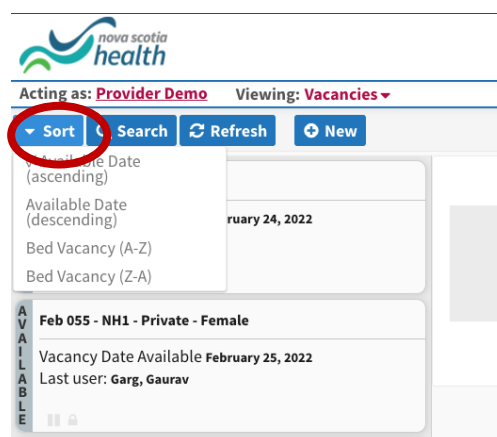 nova scotia
health
Acting as: Provider Demo Viewing: Vacancies
Sort Search Refresh New
Available Date
(ascending)
Available Date
(descending)
ruary 24, 2022
Bed Vacancy (A-Z)
Bed Vacancy (Z-A)
AVAILABLE
Feb 055 - NH1 - Private - Female
Vacancy Date Available February 25, 2022
Last user: Garg, Gaurav